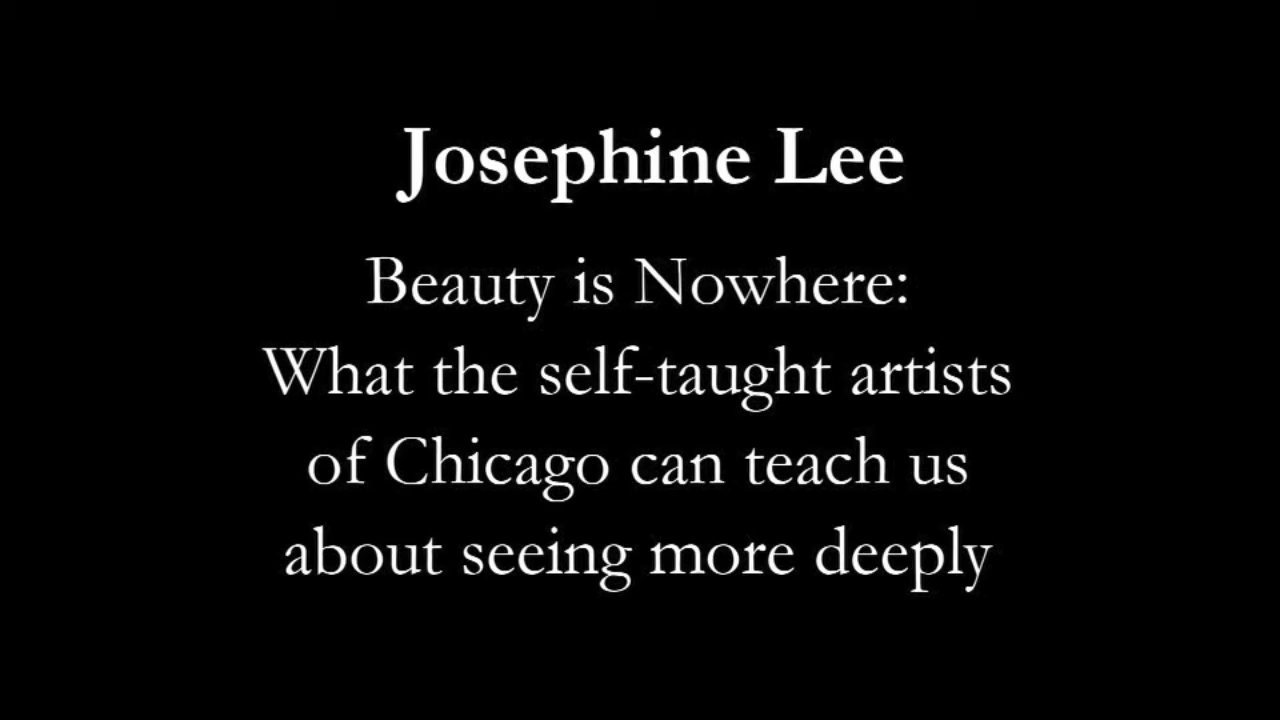 Josephine Lee
Beauty is Nowhere:
What the self-taught artists
of Chicago can teach us
about seeing more deeply